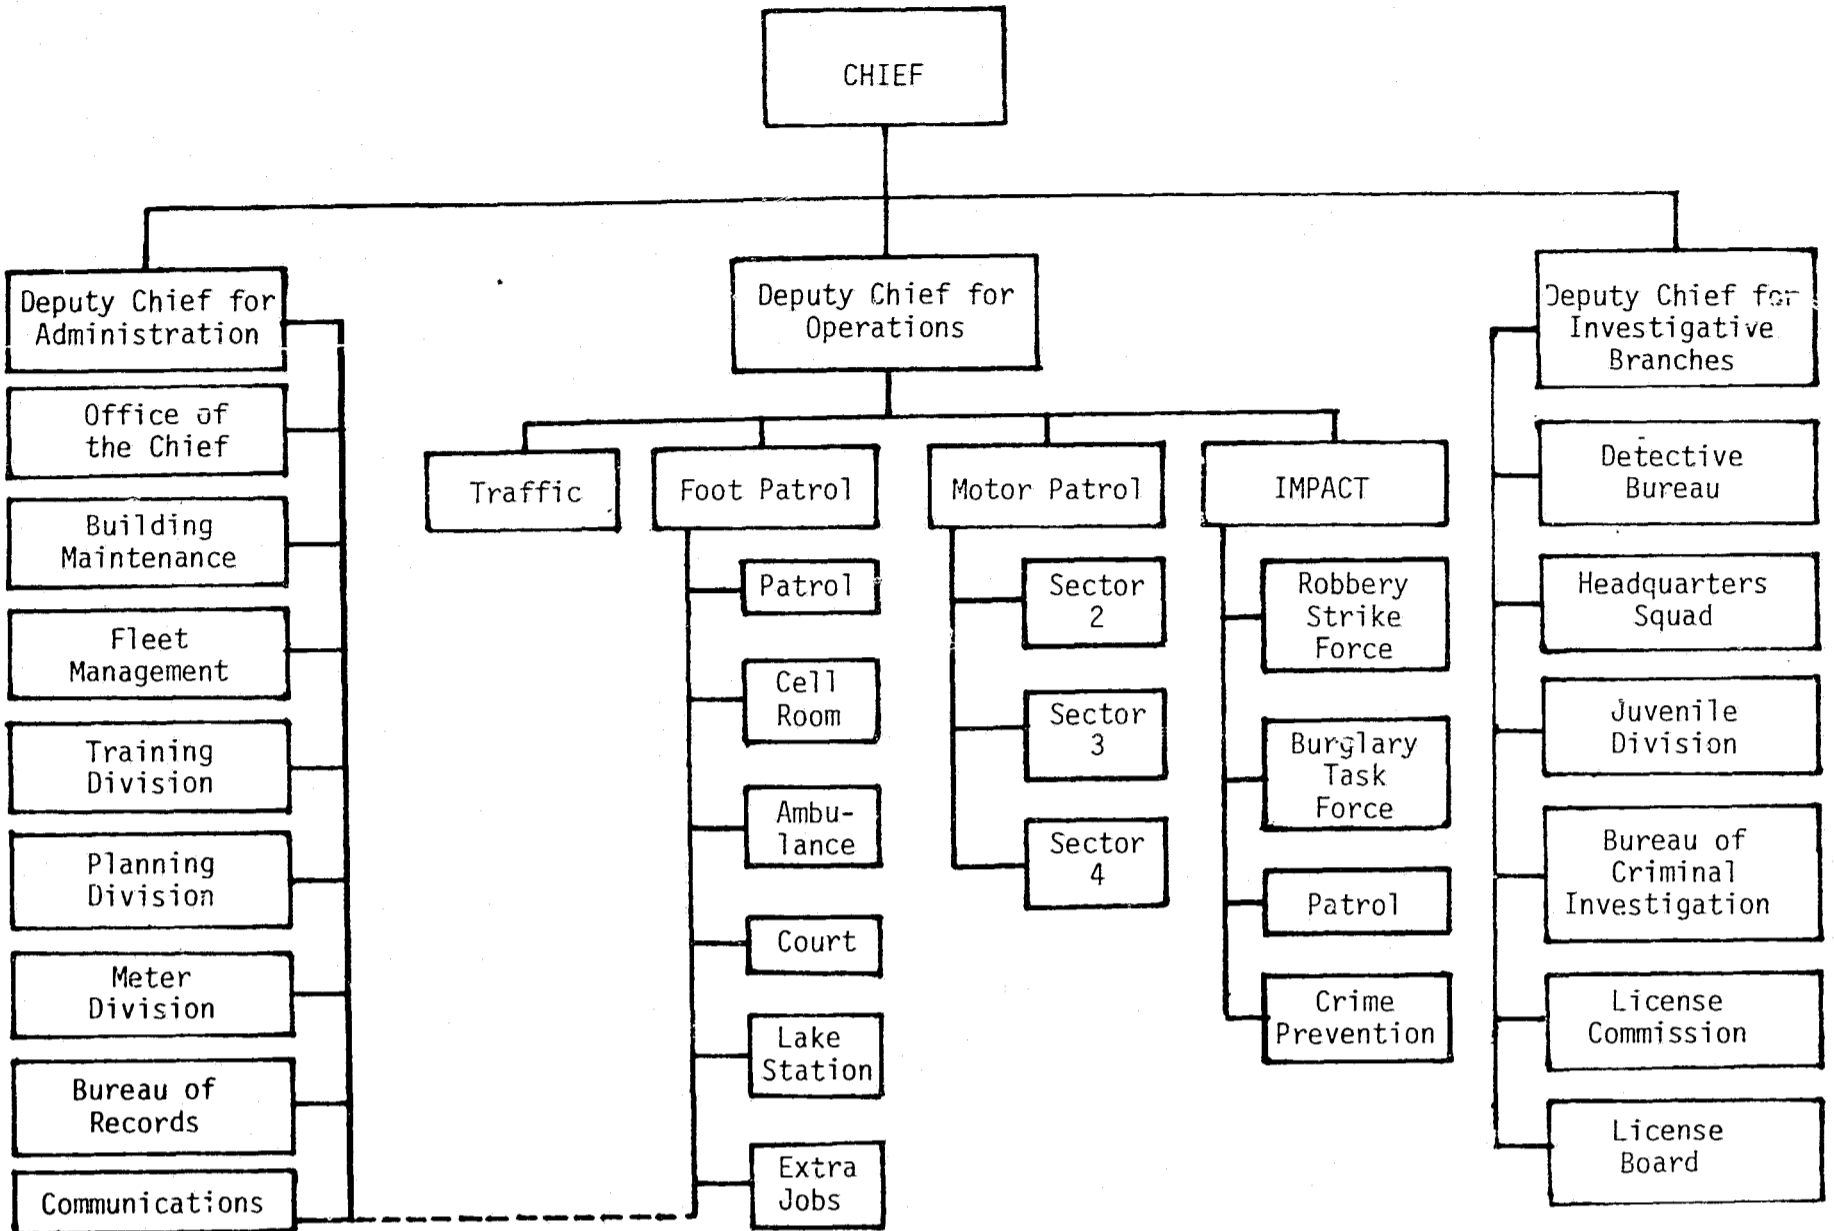 CHIEF
Deputy Chief for
Administration
Office of
the Chief
Building
Maintenance
Fleet
Management
Training
Division
Planning
Division
Meter
Division
Bureau of
Records
Communications
Deputy Chief for
Operations
Traffic
Foot Patrol
Patrol
Cell
Room
Ambu-
lance
Court
Lake
Station
Extra
Jobs
Motor Patrol
Sector
2
Sector
3
Sector
4
IMPACT
Robbery
Strike
Force
Burglary
Task
Force
Patrol
Crime
Prevention
Deputy Chief for
Investigative
Branches
Detective
Bureau
Headquarters
Squad
Juvenile
Division
Bureau of
Criminal
Investigation
License
Commission
License
Board